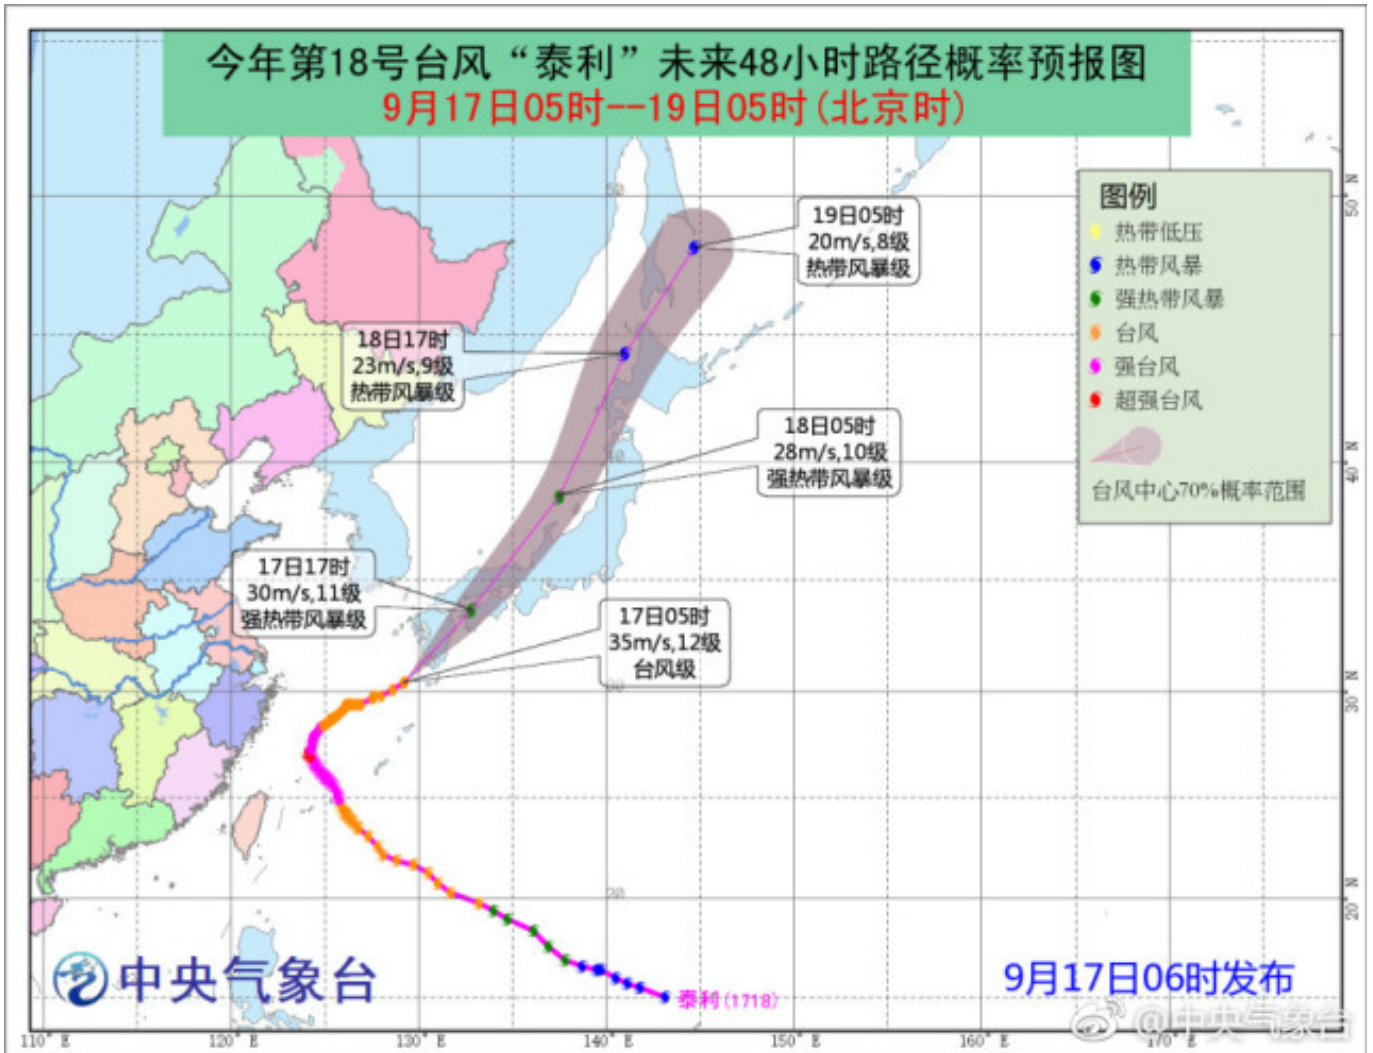 今年第18号台风“泰利”未来48小时路径概率预报图
9月17日05时--19日05时(北京时)
图例
热带低压
热带风暴
强热带风暴
台风
强台风
超强台风
台风中心70%概率范围
19日05时
20m/s,8级
热带风暴级
18日17时
23m/s,9级
热带风暴级
18日05时
28m/s,10级
强热带风暴级
17日17时
30m/s,11级
强热带风暴级
17日05时
35m/s,12级
台风级
50
20
50° N
40° N
30° N
20° N
泰利(1718)
中央气象台
9月17日06时发布
@中央气象台
110° E
120° E
130° E
140° E
150° E
160° E
170° E